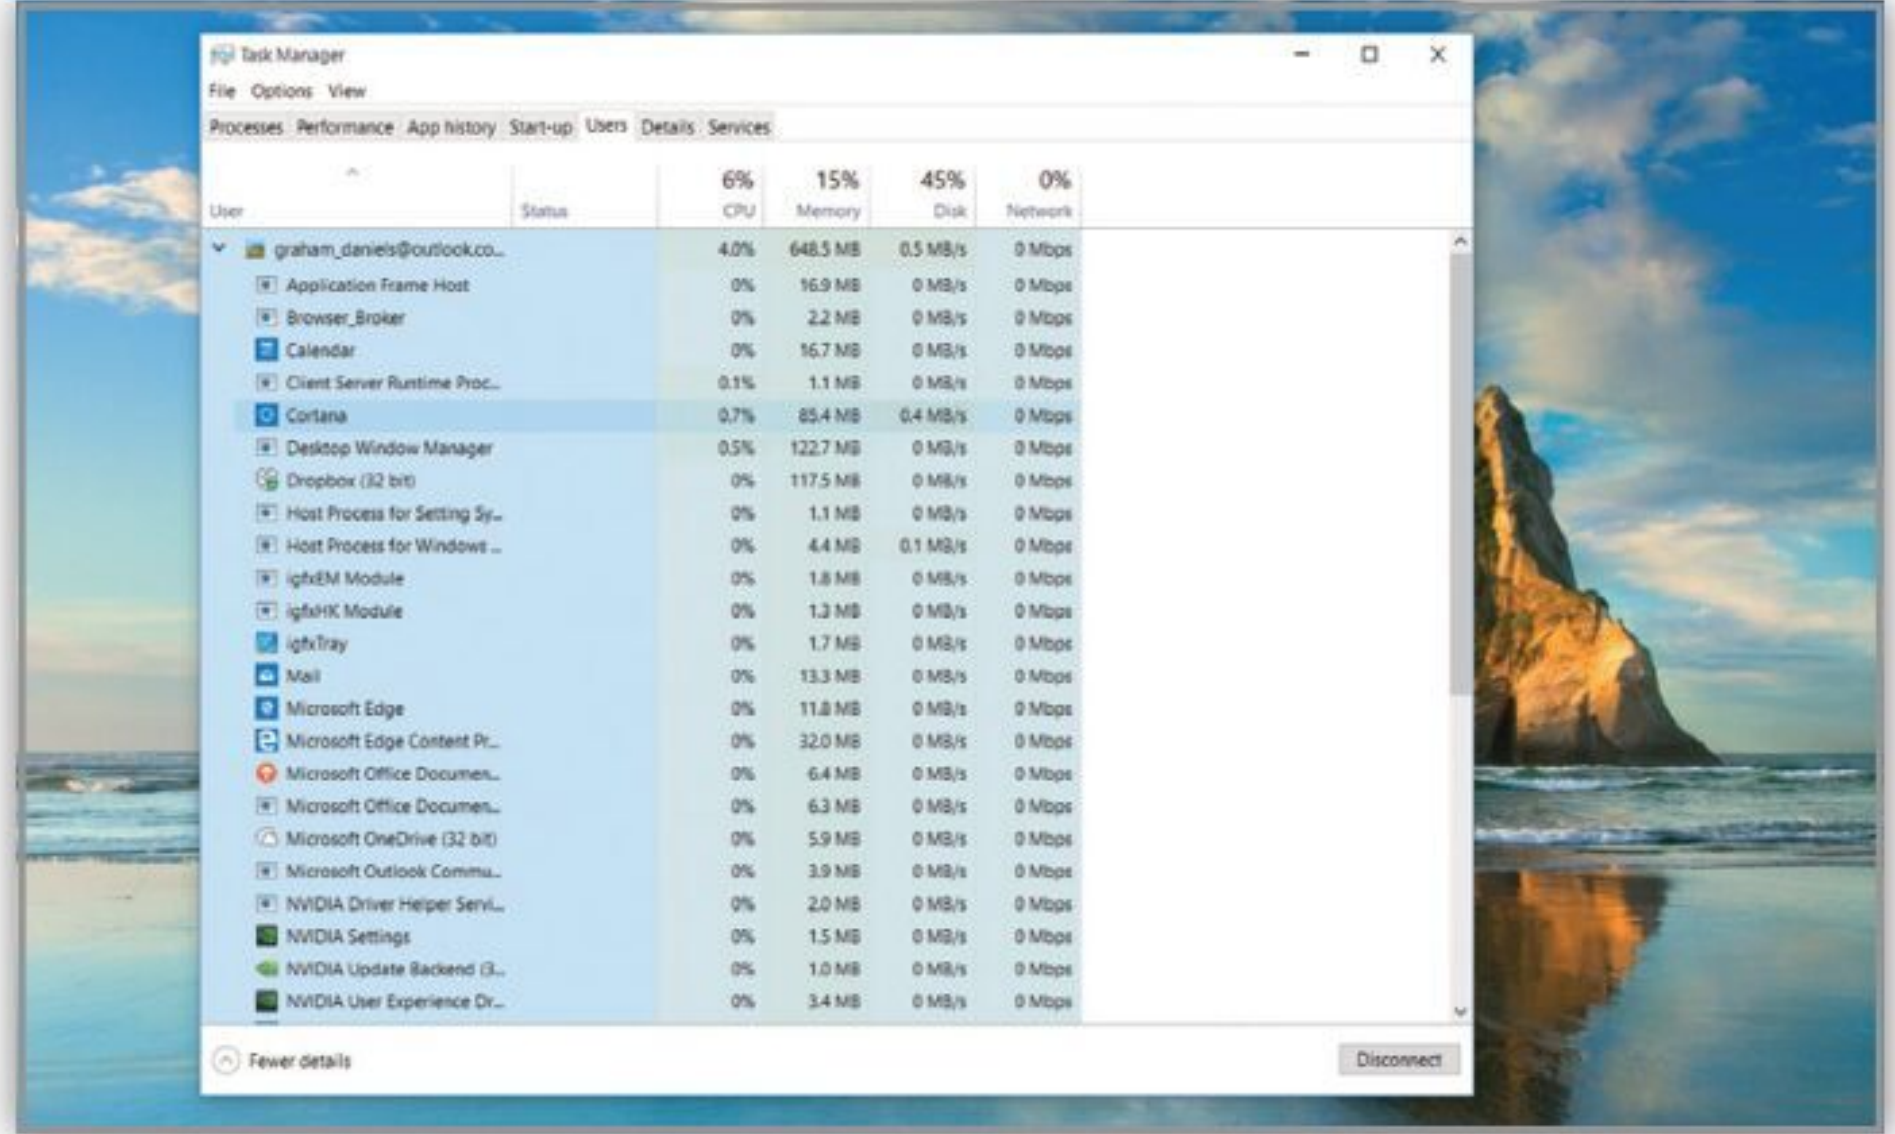 Task Manager
File Options View
Processes Performance App history Start-up Users Details Services
6% 15% 45% 0%
User Status CPU Memory Disk Network
graham_daniels@outlook.co... 4.0% 648.5 MB 0.5 MB/s 0 Mbps
Application Frame Host 0% 16.9 MB 0 MB/s 0 Mbps
Browser_Broker 0% 2.2 MB 0 MB/s 0 Mbps
Calendar 0% 16.7 MB 0 MB/s 0 Mbps
Client Server Runtime Proc... 0.1% 1.1 MB 0 MB/s 0 Mbps
Cortana 0.7% 85.4 MB 0.4 MB/s 0 Mbps
Desktop Window Manager 0.5% 122.7 MB 0 MB/s 0 Mbps
Dropbox (32 bit) 0% 117.5 MB 0 MB/s 0 Mbps
Host Process for Setting Sy... 0% 1.1 MB 0 MB/s 0 Mbps
Host Process for Windows ... 0% 4.4 MB 0.1 MB/s 0 Mbps
igfxEM Module 0% 1.8 MB 0 MB/s 0 Mbps
igfxHK Module 0% 1.3 MB 0 MB/s 0 Mbps
igfxTray 0% 1.7 MB 0 MB/s 0 Mbps
Mail 0% 13.3 MB 0 MB/s 0 Mbps
Microsoft Edge 0% 11.8 MB 0 MB/s 0 Mbps
Microsoft Edge Content Pr... 0% 32.0 MB 0 MB/s 0 Mbps
Microsoft Office Documen... 0% 6.4 MB 0 MB/s 0 Mbps
Microsoft Office Documen... 0% 6.3 MB 0 MB/s 0 Mbps
Microsoft OneDrive (32 bit) 0% 5.9 MB 0 MB/s 0 Mbps
Microsoft Outlook Commu... 0% 3.9 MB 0 MB/s 0 Mbps
NVIDIA Driver Helper Servi... 0% 2.0 MB 0 MB/s 0 Mbps
NVIDIA Settings 0% 1.5 MB 0 MB/s 0 Mbps
NVIDIA Update Backend (3... 0% 1.0 MB 0 MB/s 0 Mbps
NVIDIA User Experience Dr... 0% 3.4 MB 0 MB/s 0 Mbps
Fewer details Disconnect